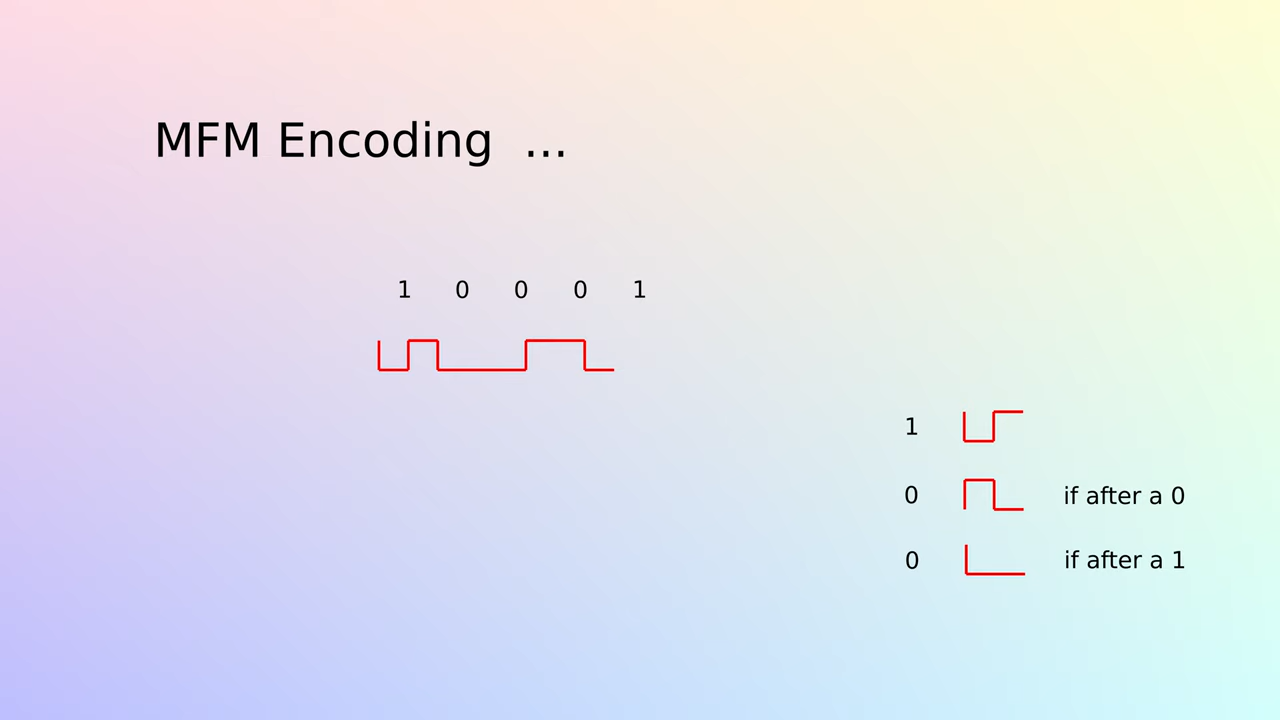 MFM Encoding  ...
1 0 0 0 1
1
0 if after a 0
0 if after a 1